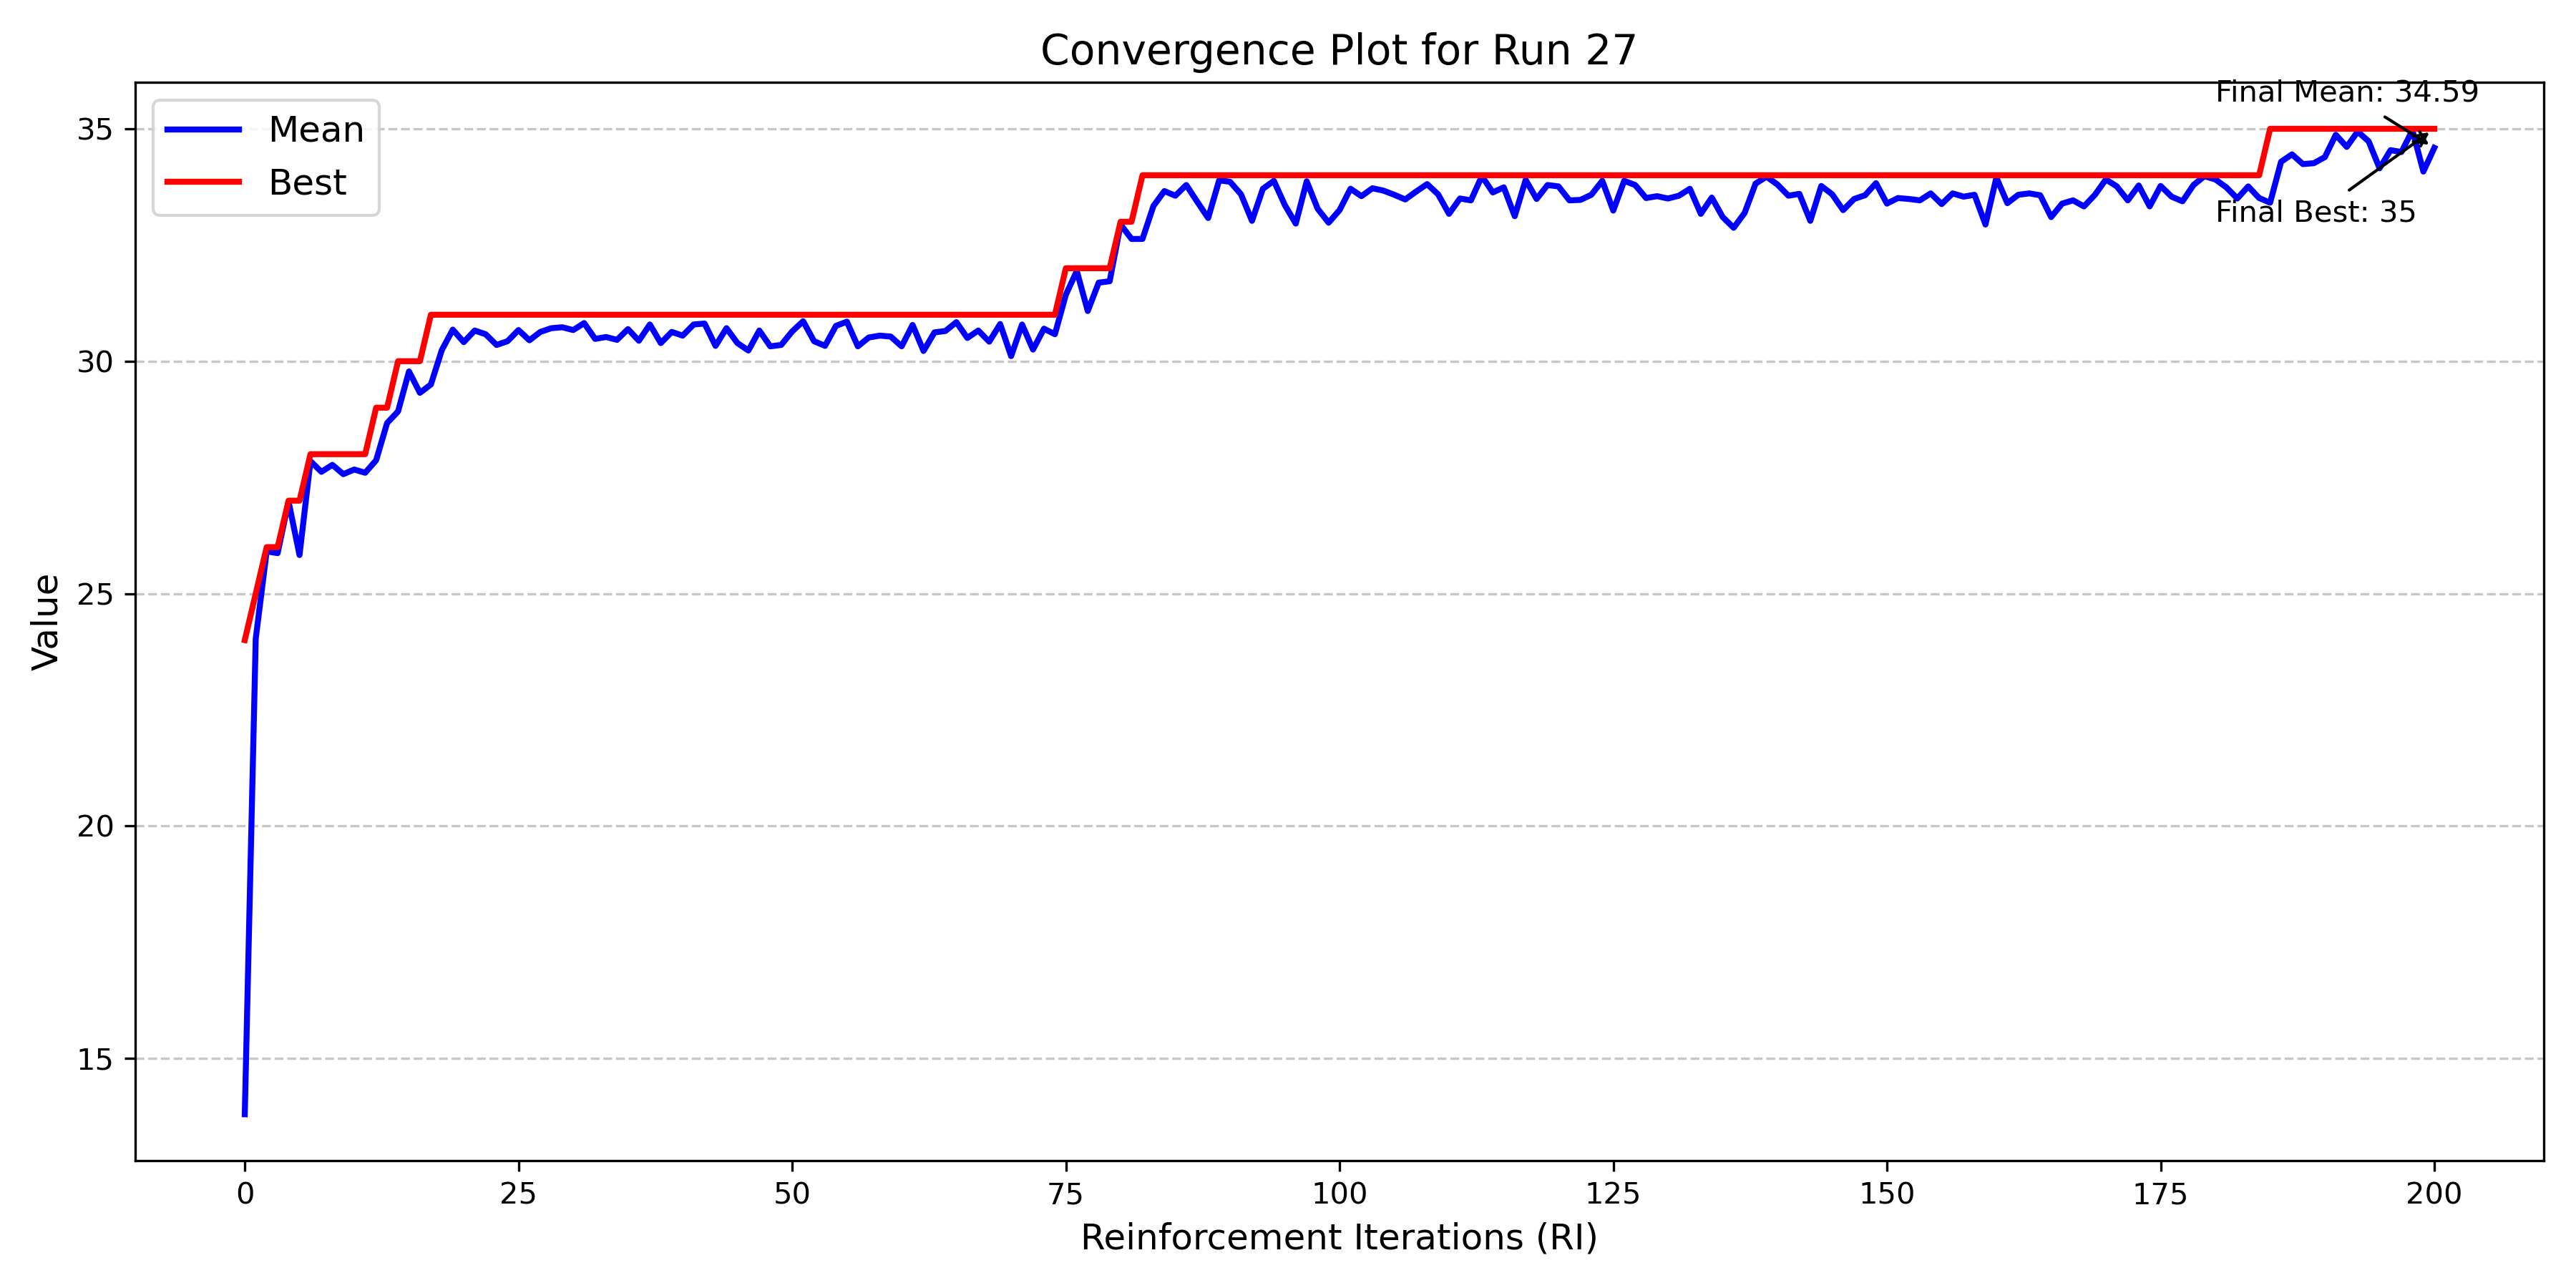 Convergence Plot for Run 27
Final Mean: 34.59
Mean
Best
Final Best: 35
35
30
25
20
15
Value
0 25 50 75 100 125 150 175 200
Reinforcement Iterations (RI)